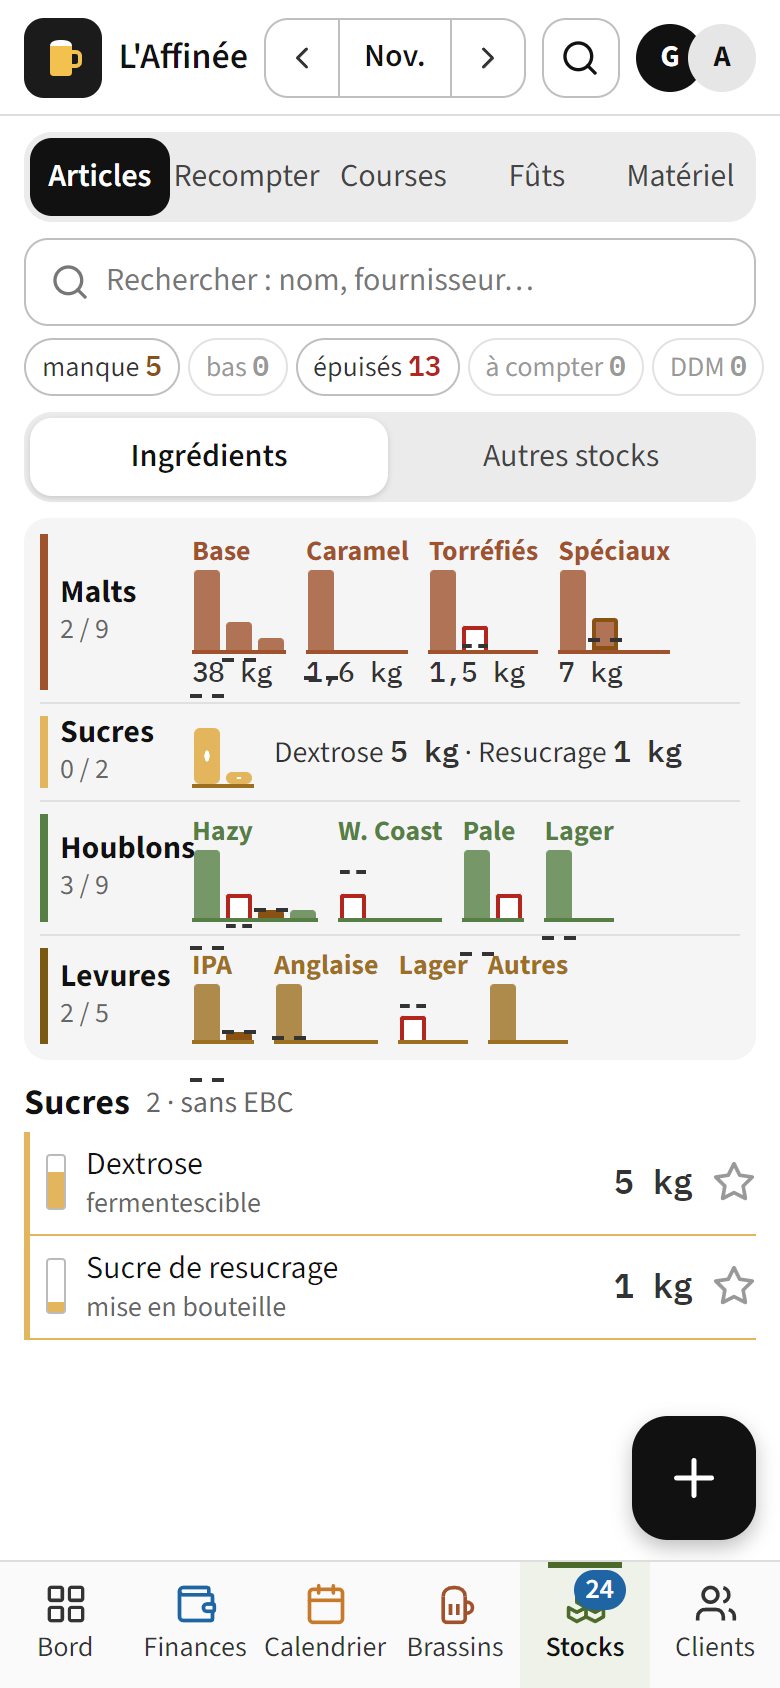 L'Affinée
Nov.
G A
Articles Recompter Courses Fûts Matériel
Rechercher : nom, fournisseur…
manque 5 bas 0 épuisés 13 à compter 0 DDM 0
Ingrédients Autres stocks
Malts
2 / 9
Base Caramel Torréfiés Spéciaux
38 kg 1,6 kg 1,5 kg 7 kg
Sucres
0 / 2
Dextrose 5 kg · Resucrage 1 kg
Houblons
3 / 9
Hazy W. Coast Pale Lager
Levures
2 / 5
IPA Anglaise Lager Autres
Sucres 2 · sans EBC
Dextrose
fermentescible
5 kg
Sucre de resucrage
mise en bouteille
1 kg
24
Bord Finances Calendrier Brassins Stocks Clients